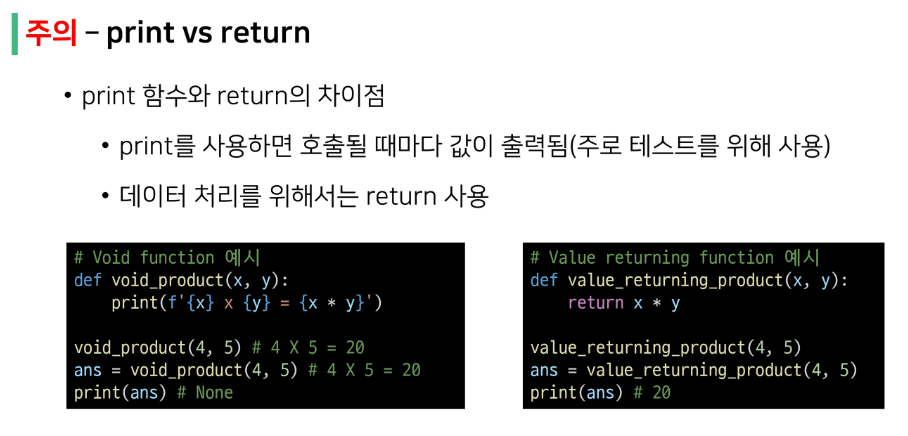 주의 – print vs return
• print 함수와 return의 차이점
• print를 사용하면 호출될 때마다 값이 출력됨(주로 테스트를 위해 사용)
• 데이터 처리를 위해서는 return 사용
# Void function 예시
def void_product(x, y):
    print(f'{x} x {y} = {x * y}')
void_product(4, 5) # 4 X 5 = 20
ans = void_product(4, 5) # 4 X 5 = 20
print(ans) # None
# Value returning function 예시
def value_returning_product(x, y):
    return x * y
value_returning_product(4, 5)
ans = value_returning_product(4, 5)
print(ans) # 20